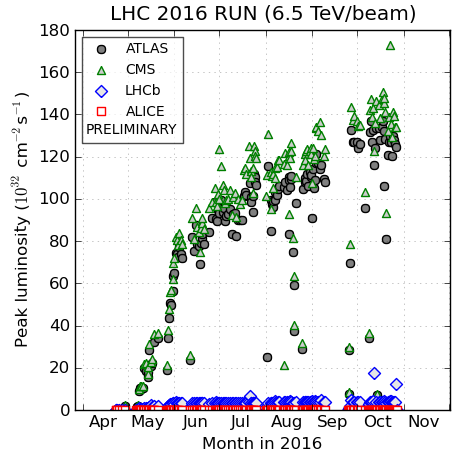 LHC 2016 RUN (6.5 TeV/beam)
180
160
140
120
100
80
60
40
20
0
Peak luminosity (10³² cm⁻² s⁻¹)
ATLAS
CMS
LHCb
ALICE
PRELIMINARY
Apr May Jun Jul Aug Sep Oct Nov
Month in 2016